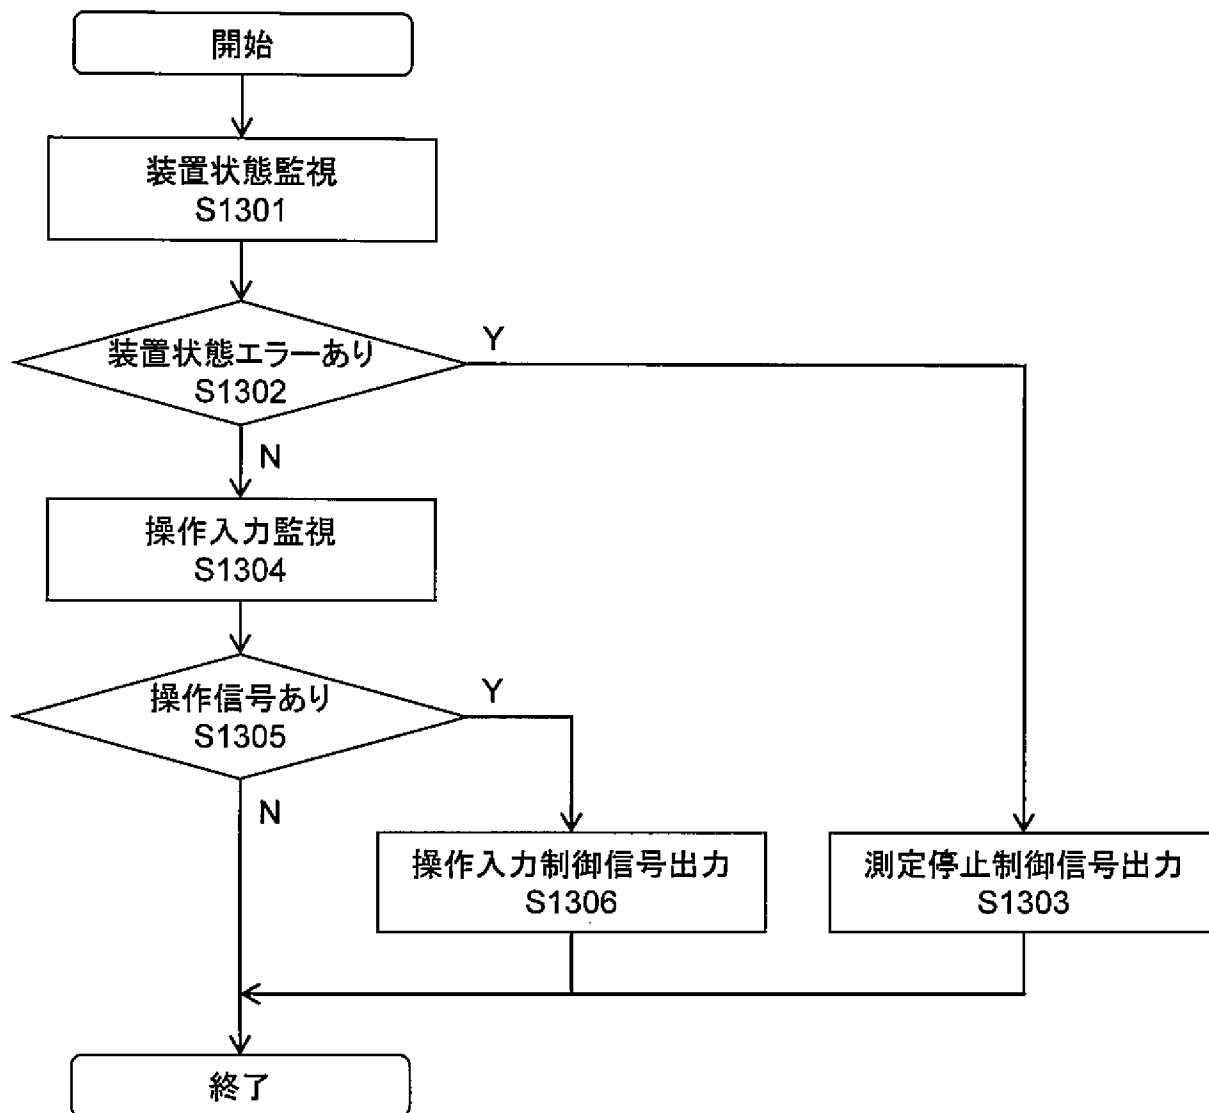 開始
装置状態監視
S1301
装置状態エラーあり
S1302
Y
N
操作入力監視
S1304
操作信号あり
S1305
Y
N
操作入力制御信号出力
S1306
測定停止制御信号出力
S1303
終了